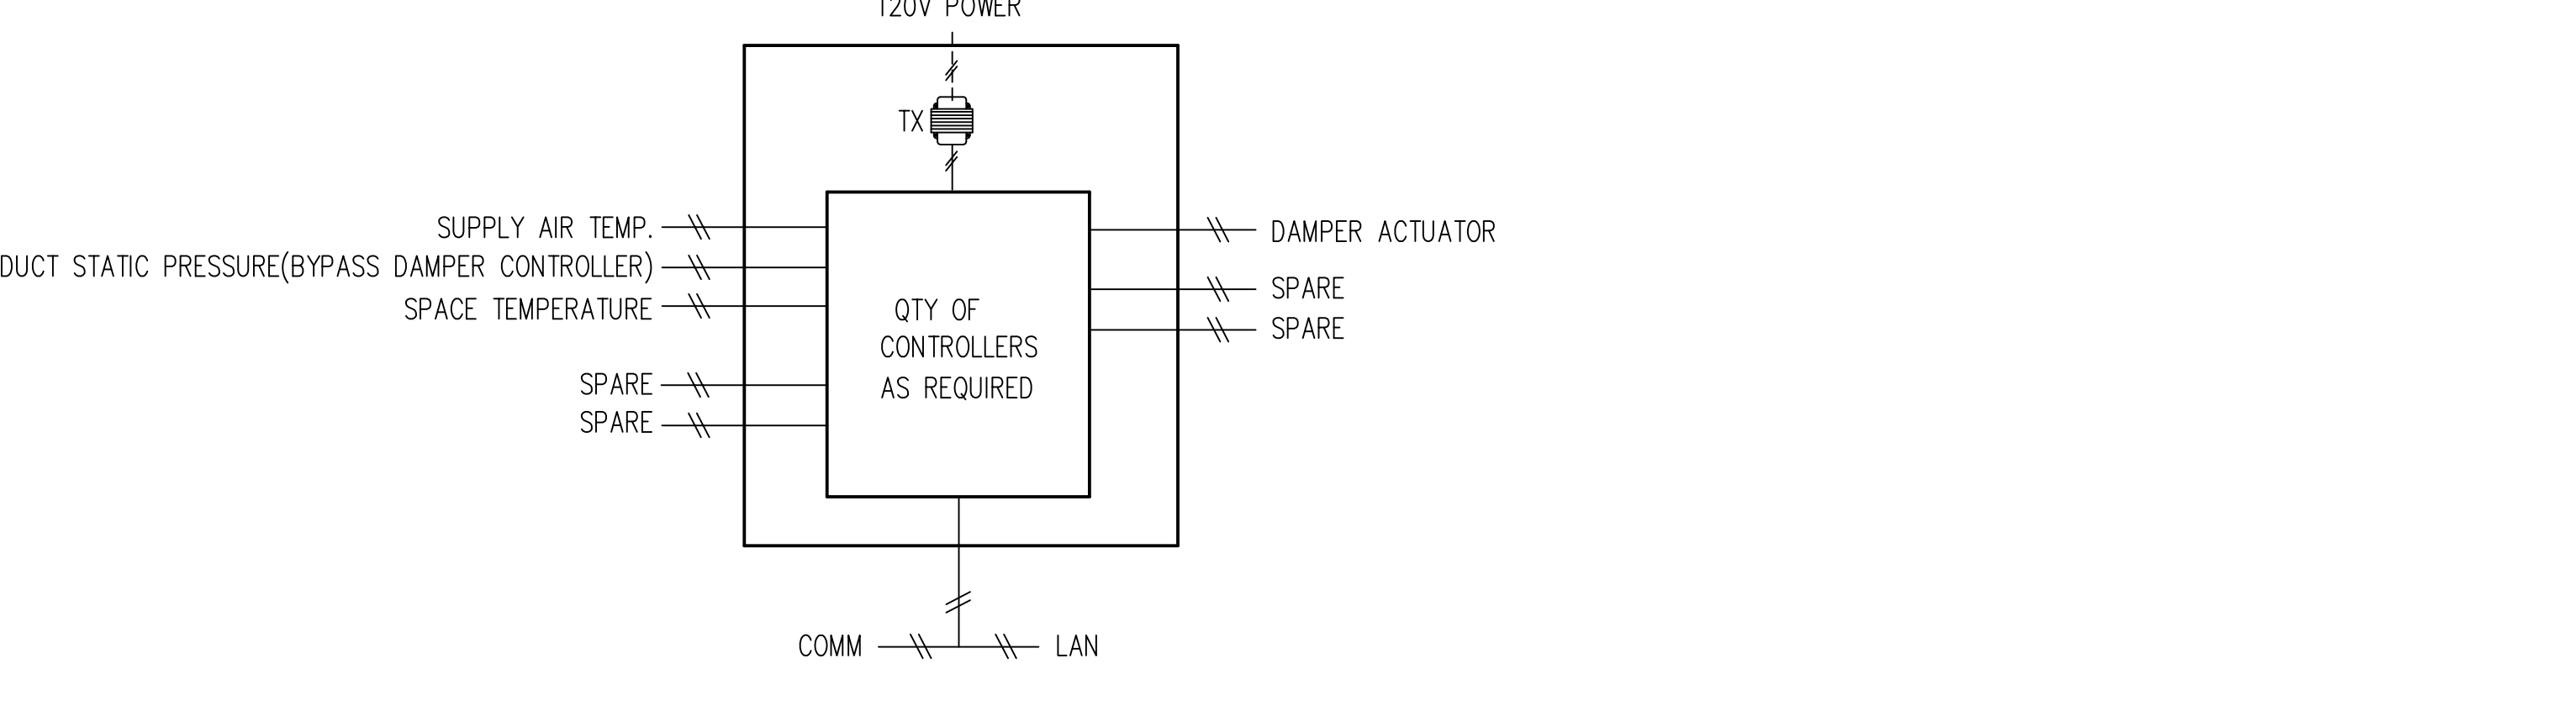 120V POWER
TX
SUPPLY AIR TEMP.
DUCT STATIC PRESSURE(BYPASS DAMPER CONTROLLER)
SPACE TEMPERATURE
SPARE
SPARE
QTY OF
CONTROLLERS
AS REQUIRED
DAMPER ACTUATOR
SPARE
SPARE
COMM
LAN